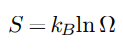 S = k_B ln Ω